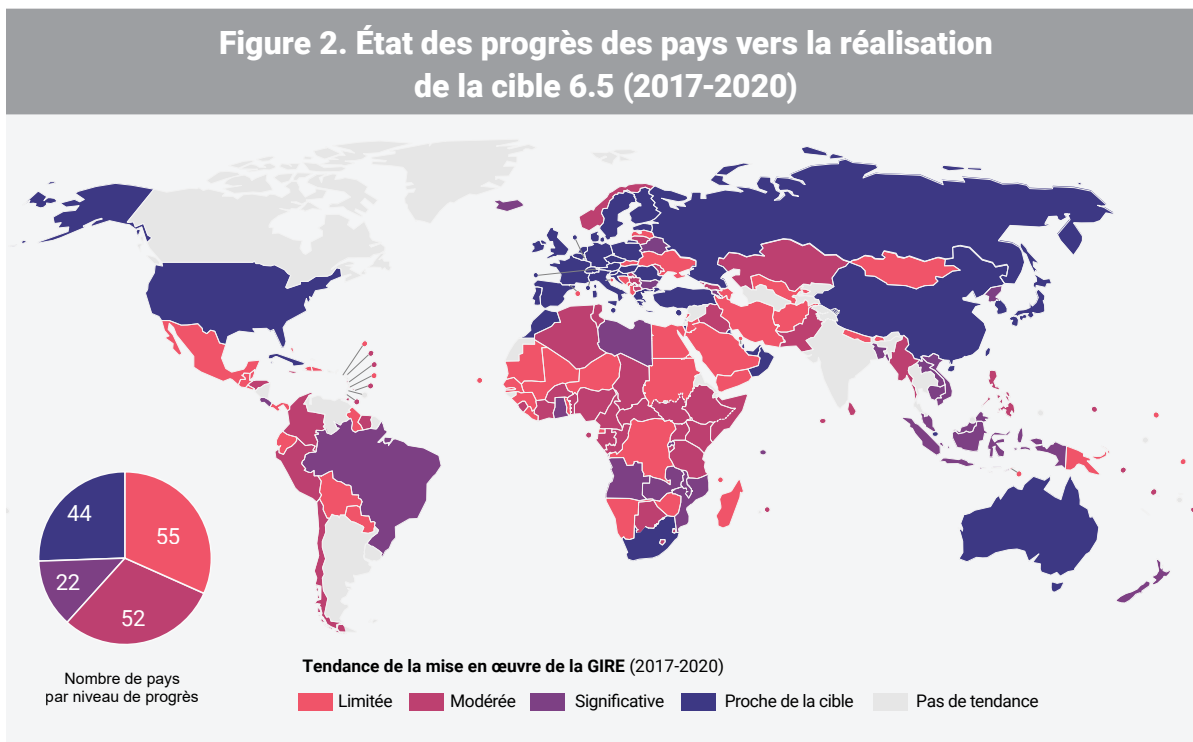 Figure 2. État des progrès des pays vers la réalisation
de la cible 6.5 (2017-2020)
44
55
22
52
Nombre de pays
par niveau de progrès
Tendance de la mise en œuvre de la GIRE (2017-2020)
Limitée
Modérée
Significative
Proche de la cible
Pas de tendance